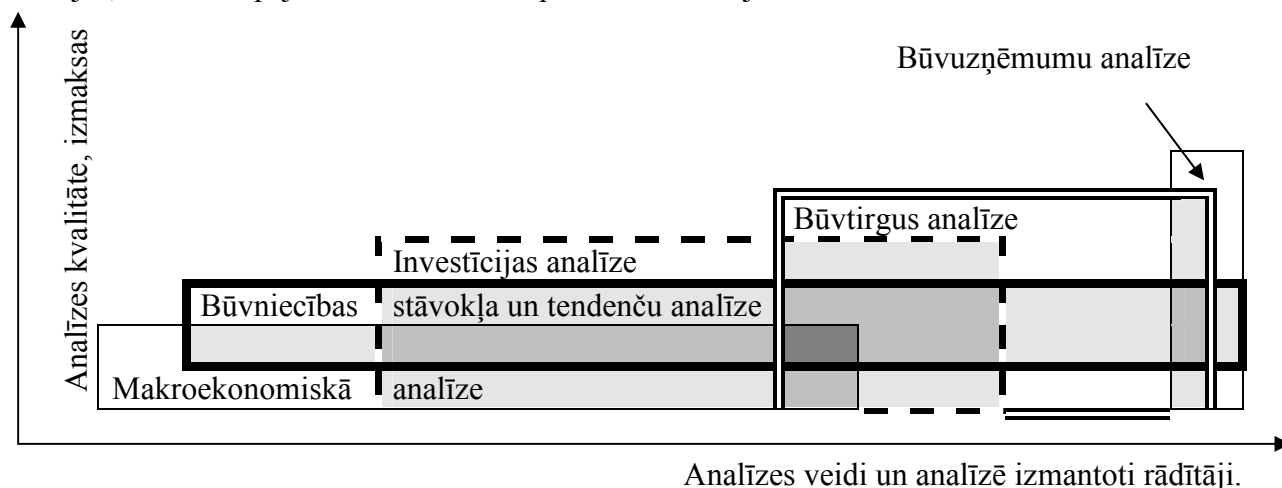 Analīzes kvalitāte, izmaksas
Būvuzņēmumu analīze
Būvtirgus analīze
Investīcijas analīze
Būvniecības stāvokļa un tendenču analīze
Makroekonomiskā analīze
Analīzes veidi un analīzē izmantoti rādītāji.